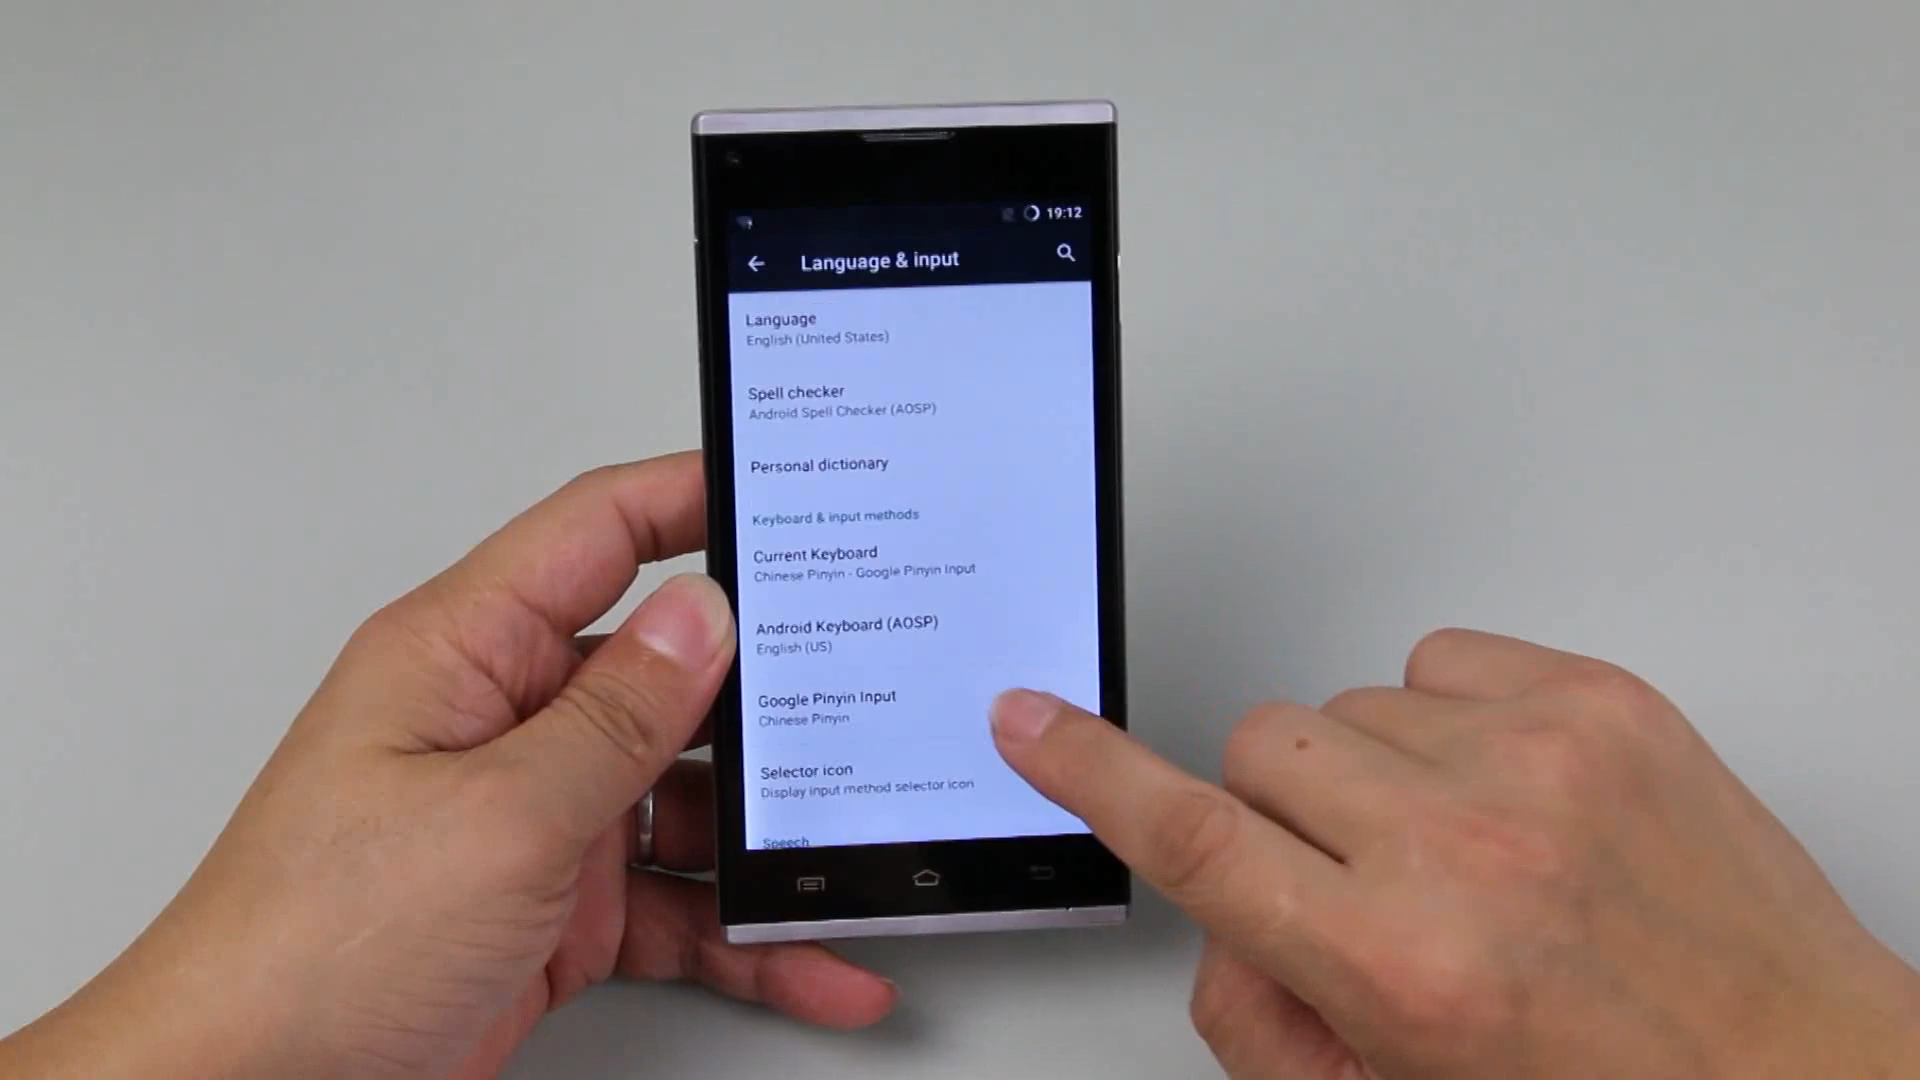 19:12
Language & input
Language
English (United States)
Spell checker
Android Spell Checker (AOSP)
Personal dictionary
Keyboard & input methods
Current Keyboard
Chinese Pinyin - Google Pinyin Input
Android Keyboard (AOSP)
English (US)
Google Pinyin Input
Chinese Pinyin
Selector icon
Display input method selector icon
Speech